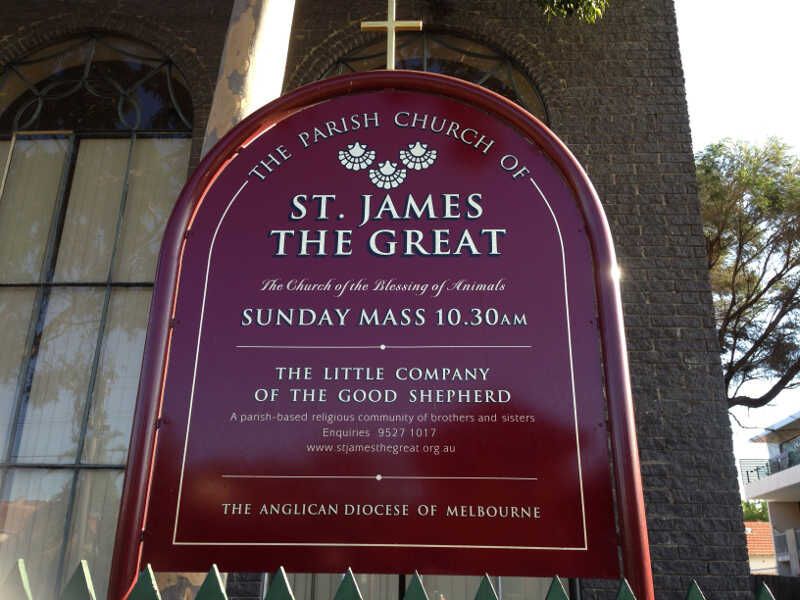 THE PARISH CHURCH OF
ST. JAMES
THE GREAT
The Church of the Blessing of Animals
SUNDAY MASS 10.30AM
THE LITTLE COMPANY
OF THE GOOD SHEPHERD
A parish-based religious community of brothers and sisters
Enquiries 9527 1017
www.stjamesthegreat.org.au
THE ANGLICAN DIOCESE OF MELBOURNE